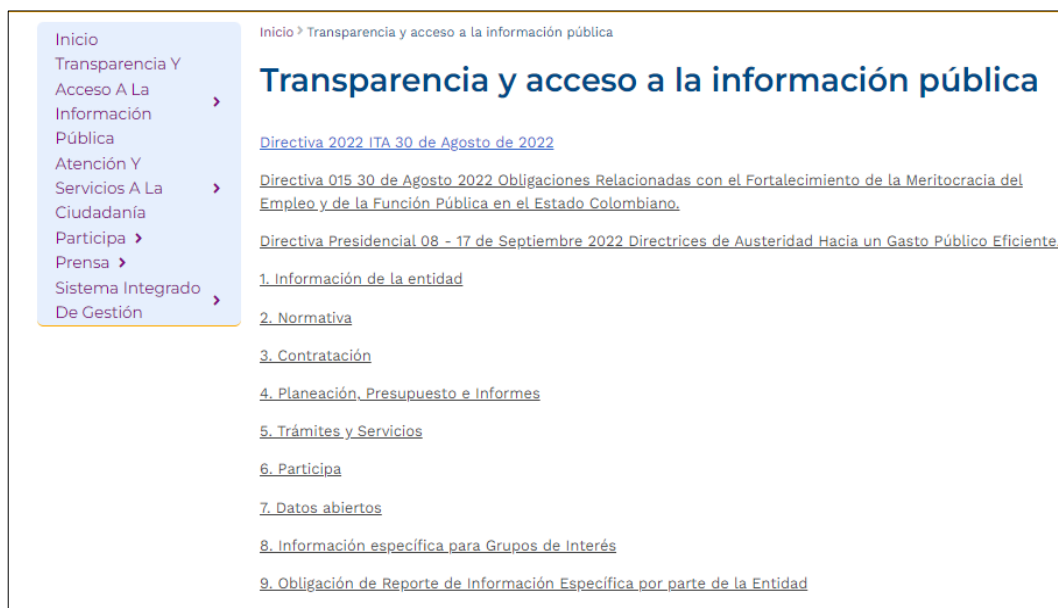 Inicio
Transparencia Y
Acceso A La
Información
Pública
Atención Y
Servicios A La
Ciudadanía
Participa
Prensa
Sistema Integrado
De Gestión
Inicio > Transparencia y acceso a la información pública
Transparencia y acceso a la información pública
Directiva 2022 ITA 30 de Agosto de 2022
Directiva 015 30 de Agosto 2022 Obligaciones Relacionadas con el Fortalecimiento de la Meritocracia del
Empleo y de la Función Pública en el Estado Colombiano.
Directiva Presidencial 08 - 17 de Septiembre 2022 Directrices de Austeridad Hacia un Gasto Público Eficiente.
1. Información de la entidad
2. Normativa
3. Contratación
4. Planeación, Presupuesto e Informes
5. Trámites y Servicios
6. Participa
7. Datos abiertos
8. Información específica para Grupos de Interés
9. Obligación de Reporte de Información Específica por parte de la Entidad